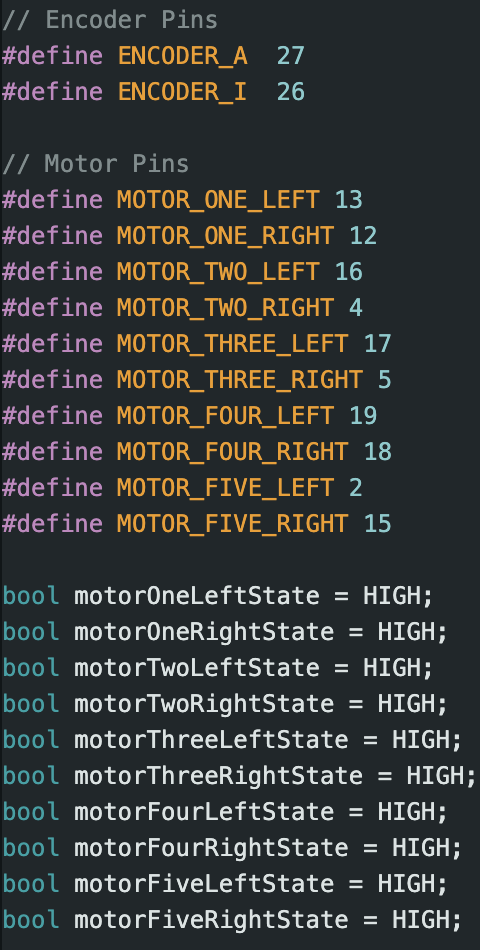 // Encoder Pins
#define ENCODER_A  27
#define ENCODER_I  26
// Motor Pins
#define MOTOR_ONE_LEFT 13
#define MOTOR_ONE_RIGHT 12
#define MOTOR_TWO_LEFT 16
#define MOTOR_TWO_RIGHT 4
#define MOTOR_THREE_LEFT 17
#define MOTOR_THREE_RIGHT 5
#define MOTOR_FOUR_LEFT 19
#define MOTOR_FOUR_RIGHT 18
#define MOTOR_FIVE_LEFT 2
#define MOTOR_FIVE_RIGHT 15
bool motorOneLeftState = HIGH;
bool motorOneRightState = HIGH;
bool motorTwoLeftState = HIGH;
bool motorTwoRightState = HIGH;
bool motorThreeLeftState = HIGH;
bool motorThreeRightState = HIGH;
bool motorFourLeftState = HIGH;
bool motorFourRightState = HIGH;
bool motorFiveLeftState = HIGH;
bool motorFiveRightState = HIGH;